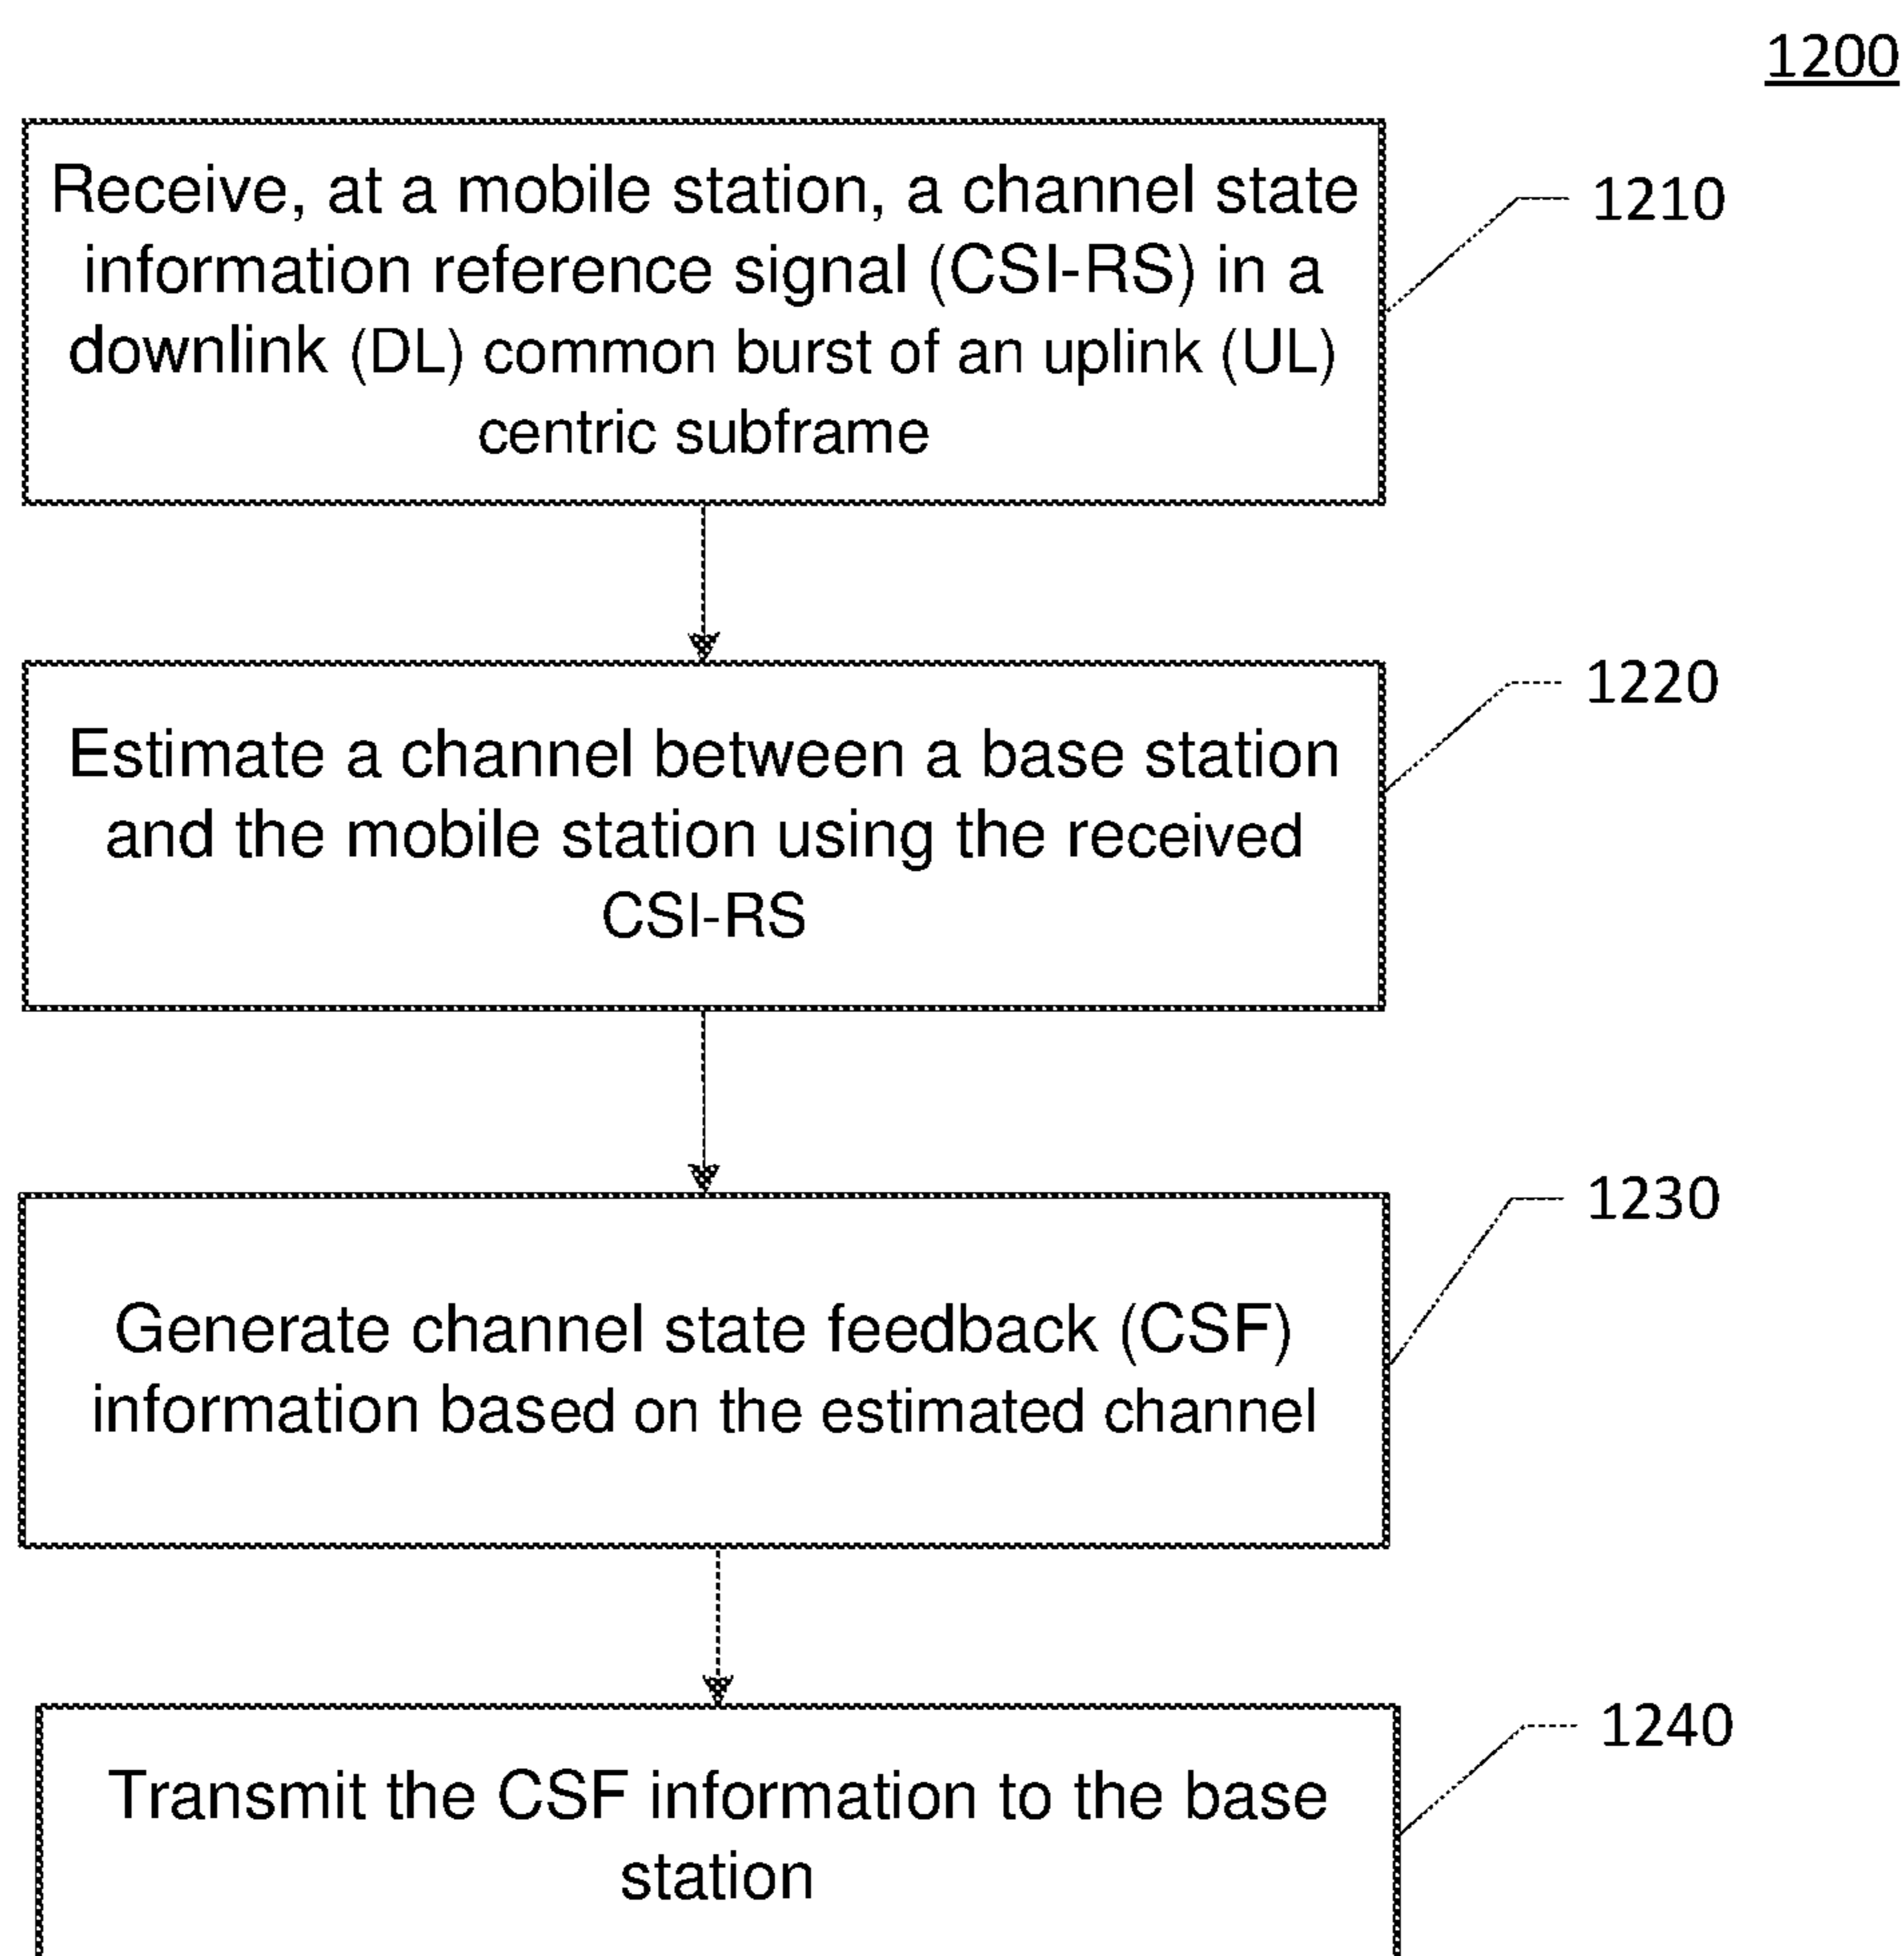 1200
Receive, at a mobile station, a channel state
information reference signal (CSI-RS) in a
downlink (DL) common burst of an uplink (UL)
centric subframe
1210
Estimate a channel between a base station
and the mobile station using the received
CSI-RS
1220
Generate channel state feedback (CSF)
information based on the estimated channel
1230
Transmit the CSF information to the base
station
1240